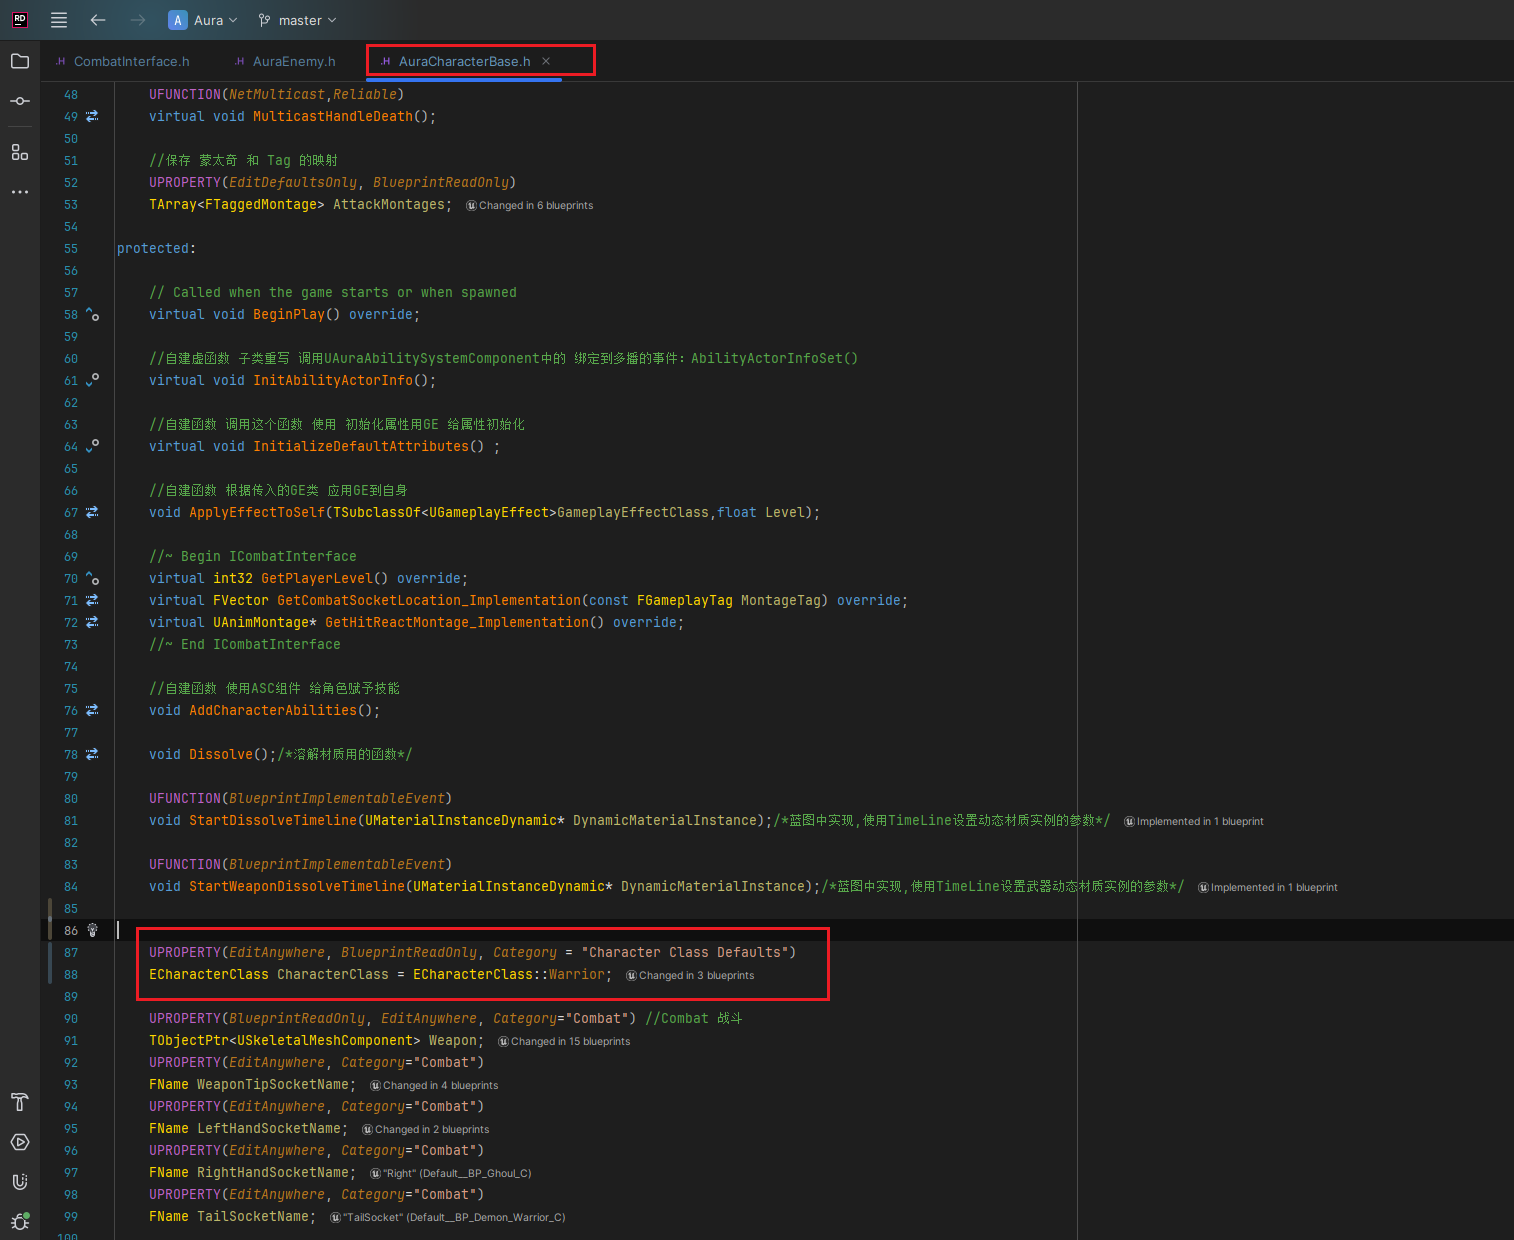 RD
A Aura master
.H CombatInterface.h .H AuraEnemy.h .H AuraCharacterBase.h ×
48 UFUNCTION(NetMulticast,Reliable)
49 virtual void MulticastHandleDeath();
50
51 //保存 蒙太奇 和 Tag 的映射
52 UPROPERTY(EditDefaultsOnly, BlueprintReadOnly)
53 TArray<FTaggedMontage> AttackMontages; Changed in 6 blueprints
54
55 protected:
56
57 // Called when the game starts or when spawned
58 virtual void BeginPlay() override;
59
60 //自建虚函数 子类重写 调用UAuraAbilitySystemComponent中的 绑定到多播的事件: AbilityActorInfoSet()
61 virtual void InitAbilityActorInfo();
62
63 //自建函数 调用这个函数 使用 初始化属性用GE 给属性初始化
64 virtual void InitializeDefaultAttributes() ;
65
66 //自建函数 根据传入的GE类 应用GE到自身
67 void ApplyEffectToSelf(TSubclassOf<UGameplayEffect>GameplayEffectClass,float Level);
68
69 //~ Begin ICombatInterface
70 virtual int32 GetPlayerLevel() override;
71 virtual FVector GetCombatSocketLocation_Implementation(const FGameplayTag MontageTag) override;
72 virtual UAnimMontage* GetHitReactMontage_Implementation() override;
73 //~ End ICombatInterface
74
75 //自建函数 使用ASC组件 给角色赋予技能
76 void AddCharacterAbilities();
77
78 void Dissolve();/*溶解材质用的函数*/
79
80 UFUNCTION(BlueprintImplementableEvent)
81 void StartDissolveTimeline(UMaterialInstanceDynamic* DynamicMaterialInstance);/*蓝图中实现,使用TimeLine设置动态材质实例的参数*/ Implemented in 1 blueprint
82
83 UFUNCTION(BlueprintImplementableEvent)
84 void StartWeaponDissolveTimeline(UMaterialInstanceDynamic* DynamicMaterialInstance);/*蓝图中实现,使用TimeLine设置武器动态材质实例的参数*/ Implemented in 1 blueprint
85
86
87 UPROPERTY(EditAnywhere, BlueprintReadOnly, Category = "Character Class Defaults")
88 ECharacterClass CharacterClass = ECharacterClass::Warrior; Changed in 3 blueprints
89
90 UPROPERTY(BlueprintReadOnly, EditAnywhere, Category="Combat") //Combat 战斗
91 TObjectPtr<USkeletalMeshComponent> Weapon; Changed in 15 blueprints
92 UPROPERTY(EditAnywhere, Category="Combat")
93 FName WeaponTipSocketName; Changed in 4 blueprints
94 UPROPERTY(EditAnywhere, Category="Combat")
95 FName LeftHandSocketName; Changed in 2 blueprints
96 UPROPERTY(EditAnywhere, Category="Combat")
97 FName RightHandSocketName; "Right" (Default__BP_Ghoul_C)
98 UPROPERTY(EditAnywhere, Category="Combat")
99 FName TailSocketName; "TailSocket" (Default__BP_Demon_Warrior_C)
100